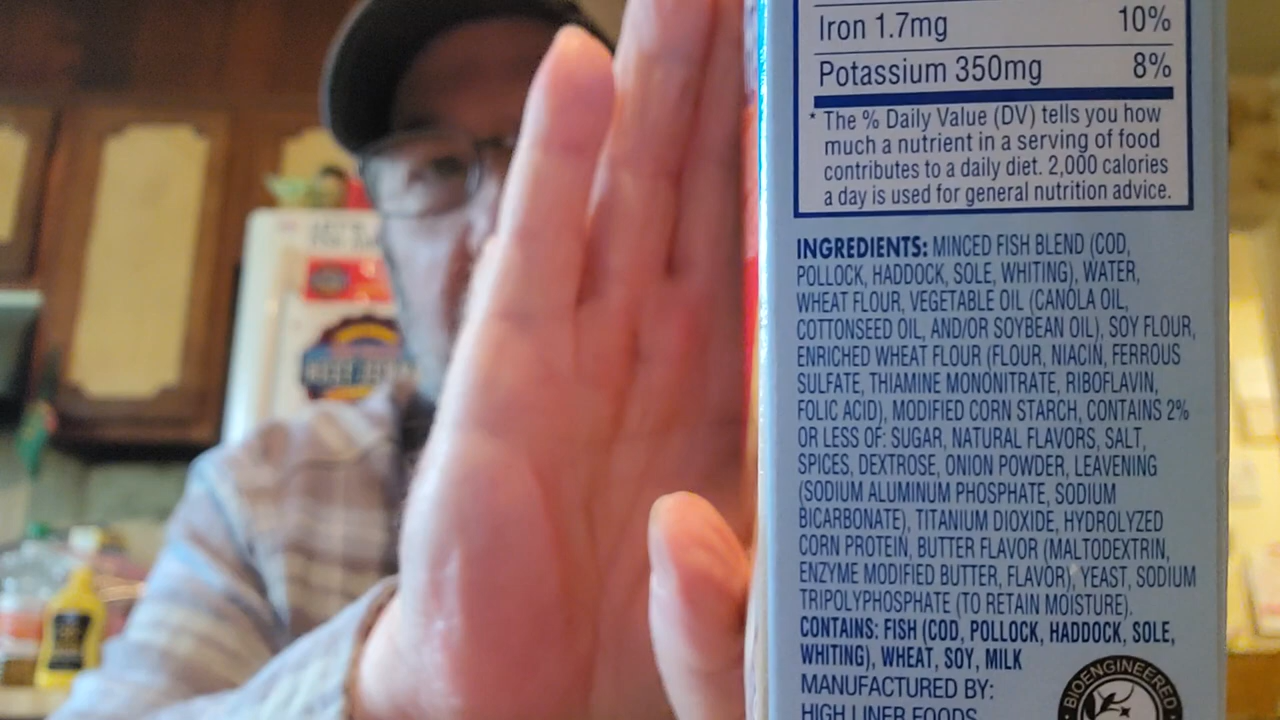 Iron 1.7mg 10%
Potassium 350mg 8%
* The % Daily Value (DV) tells you how
much a nutrient in a serving of food
contributes to a daily diet. 2,000 calories
a day is used for general nutrition advice.
INGREDIENTS: MINCED FISH BLEND (COD,
POLLOCK, HADDOCK, SOLE, WHITING), WATER,
WHEAT FLOUR, VEGETABLE OIL (CANOLA OIL,
COTTONSEED OIL, AND/OR SOYBEAN OIL), SOY FLOUR,
ENRICHED WHEAT FLOUR (FLOUR, NIACIN, FERROUS
SULFATE, THIAMINE MONONITRATE, RIBOFLAVIN,
FOLIC ACID), MODIFIED CORN STARCH, CONTAINS 2%
OR LESS OF: SUGAR, NATURAL FLAVORS, SALT,
SPICES, DEXTROSE, ONION POWDER, LEAVENING
(SODIUM ALUMINUM PHOSPHATE, SODIUM
BICARBONATE), TITANIUM DIOXIDE, HYDROLYZED
CORN PROTEIN, BUTTER FLAVOR (MALTODEXTRIN,
ENZYME MODIFIED BUTTER, FLAVOR), YEAST, SODIUM
TRIPOLYPHOSPHATE (TO RETAIN MOISTURE).
CONTAINS: FISH (COD, POLLOCK, HADDOCK, SOLE,
WHITING), WHEAT, SOY, MILK
MANUFACTURED BY:
HIGH LINER FOODS
BIOENGINEERED